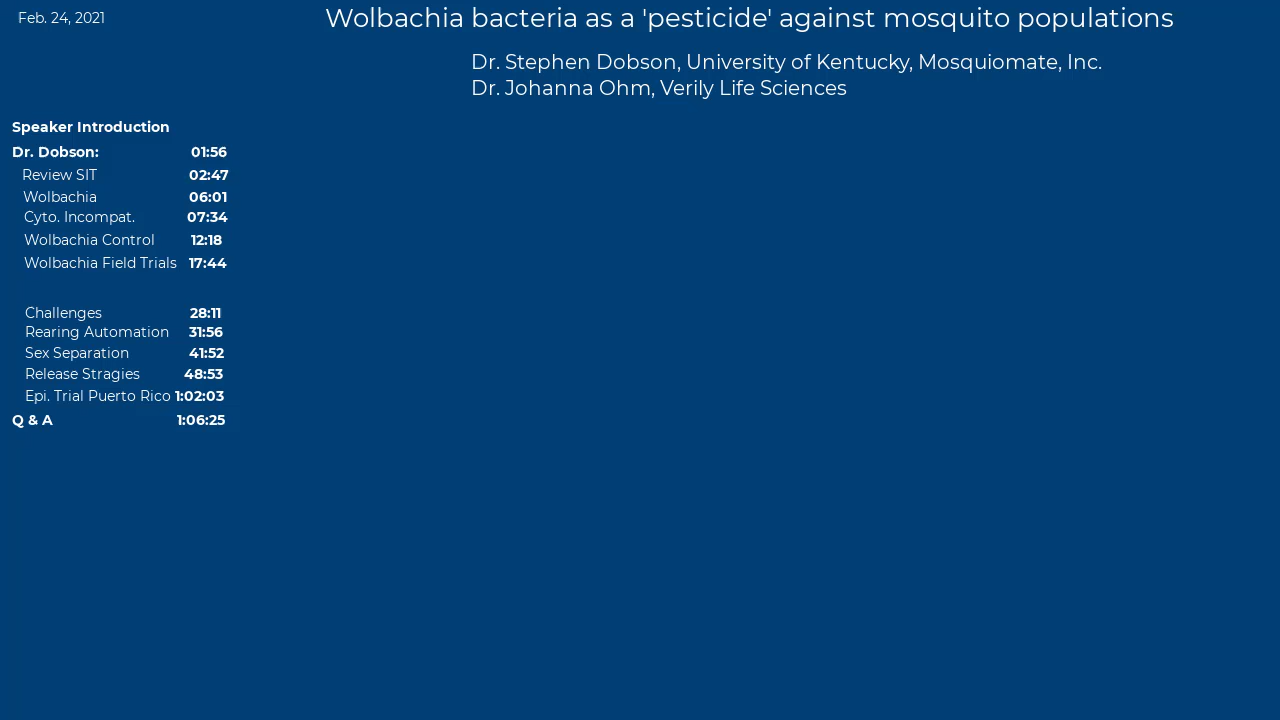 Feb. 24, 2021
Wolbachia bacteria as a 'pesticide' against mosquito populations
Dr. Stephen Dobson, University of Kentucky, Mosquiomate, Inc.
Dr. Johanna Ohm, Verily Life Sciences
Speaker Introduction
Dr. Dobson: 01:56
Review SIT 02:47
Wolbachia 06:01
Cyto. Incompat. 07:34
Wolbachia Control 12:18
Wolbachia Field Trials 17:44
Challenges 28:11
Rearing Automation 31:56
Sex Separation 41:52
Release Stragies 48:53
Epi. Trial Puerto Rico 1:02:03
Q & A 1:06:25